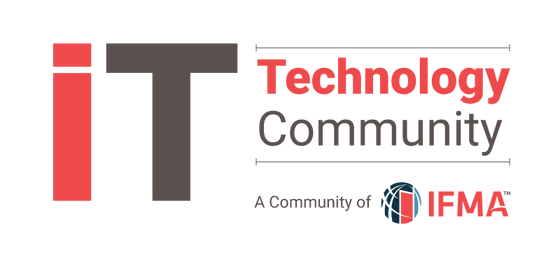 iT
Technology
Community
A Community of IFMA™